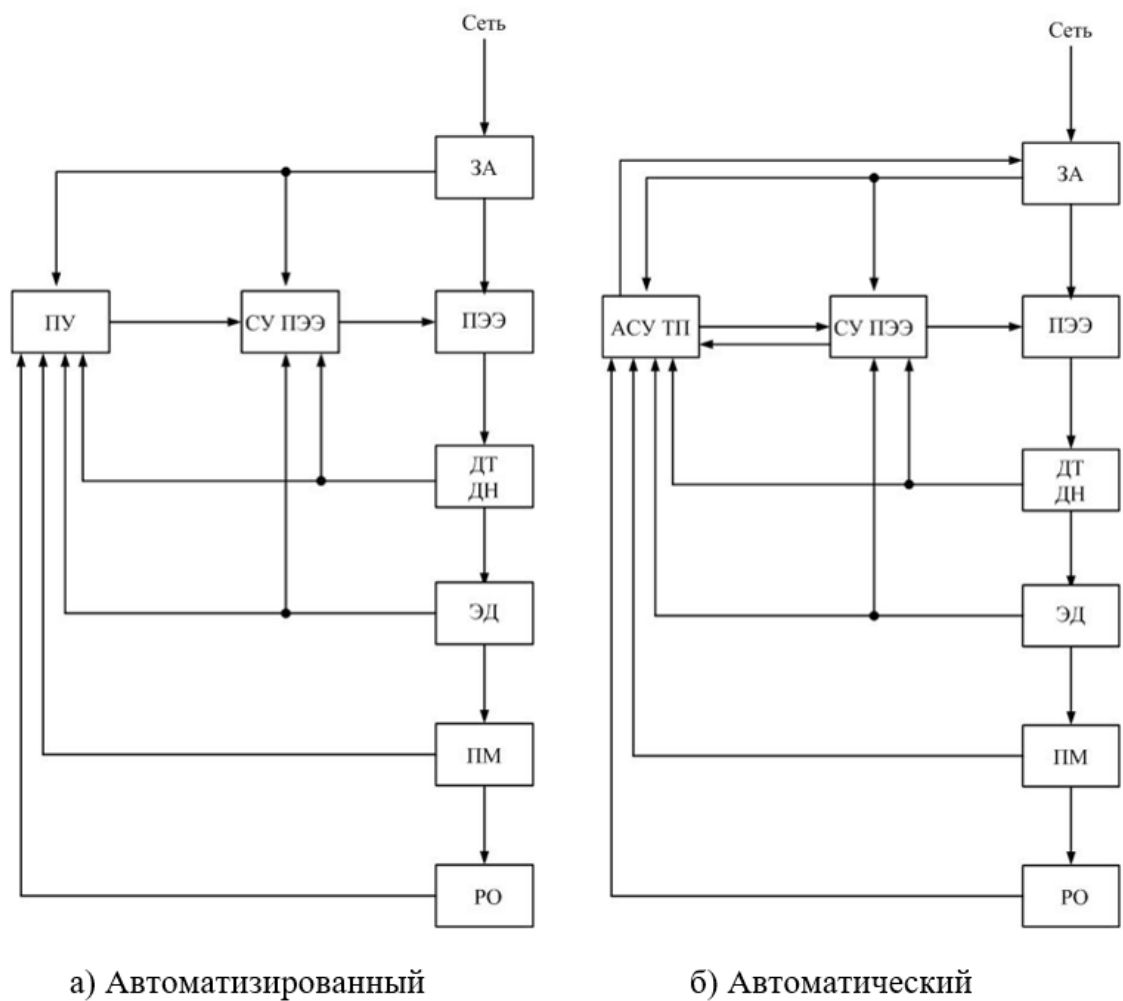 Сеть
ЗА
ПУ
СУ ПЭЭ
ПЭЭ
ДТ
ДН
ЭД
ПМ
РО
а) Автоматизированный
Сеть
ЗА
АСУ ТП
СУ ПЭЭ
ПЭЭ
ДТ
ДН
ЭД
ПМ
РО
б) Автоматический